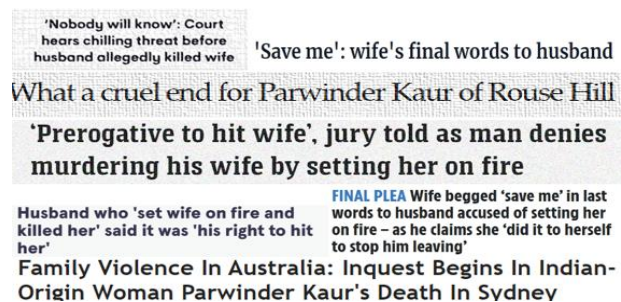 'Nobody will know': Court
hears chilling threat before
husband allegedly killed wife
'Save me': wife's final words to husband
What a cruel end for Parwinder Kaur of Rouse Hill
‘Prerogative to hit wife’, jury told as man denies
murdering his wife by setting her on fire
Husband who 'set wife on fire and
killed her' said it was 'his right to hit
her'
FINAL PLEA Wife begged ‘save me’ in last
words to husband accused of setting her
on fire – as he claims she ‘did it to herself
to stop him leaving’
Family Violence In Australia: Inquest Begins In Indian-
Origin Woman Parwinder Kaur's Death In Sydney